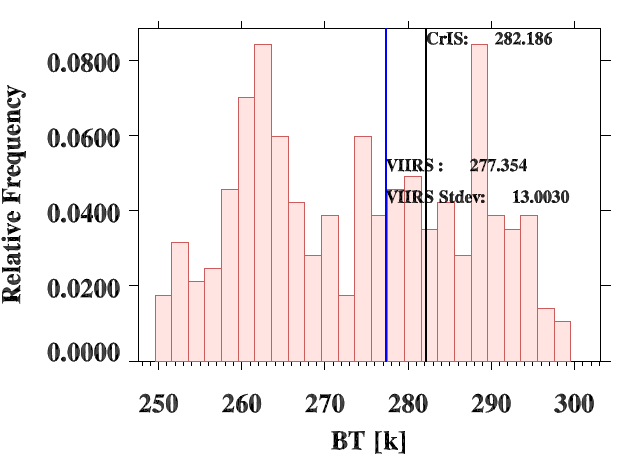 CrIS: 282.186
0.0800
0.0600
VIIRS : 277.354
VIIRS Stdev: 13.0030
0.0400
0.0200
0.0000
Relative Frequency
250 260 270 280 290 300
BT [k]